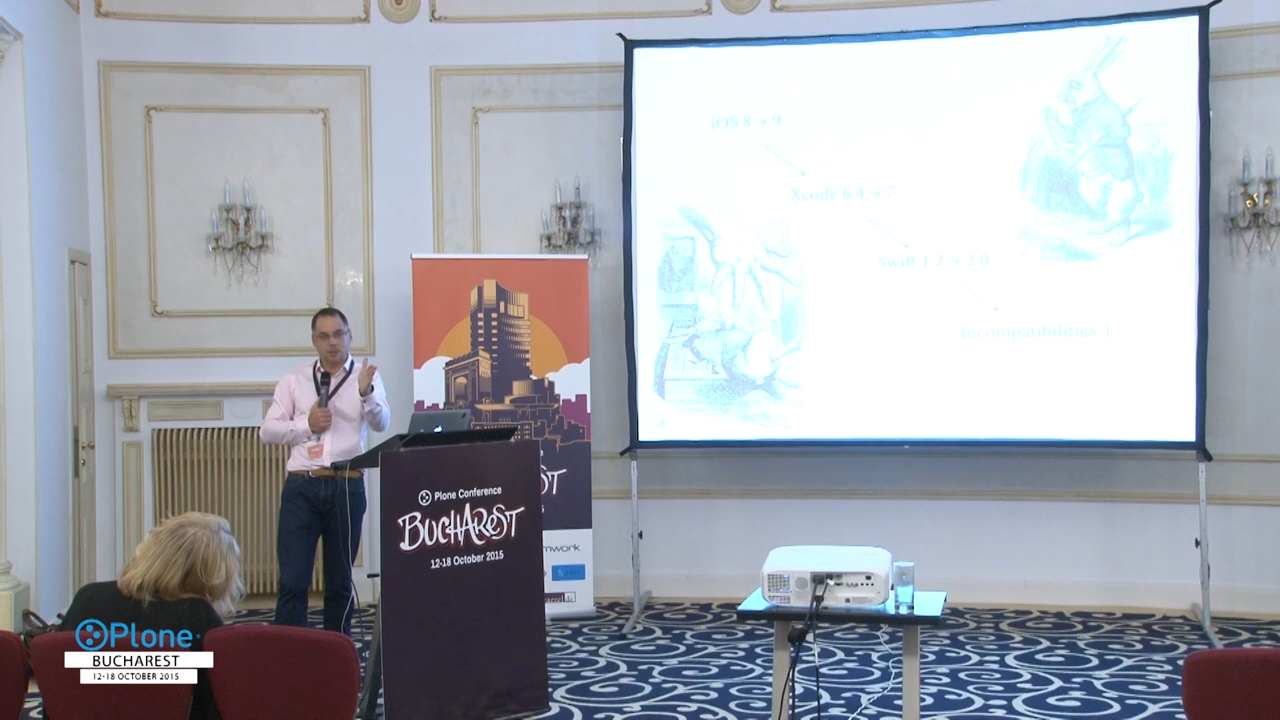 iOS 8 → 9
Xcode 6.4 → 7
Swift 1.2 → 2.0
Incompatibilities
Plone Conference
BUCHAREST
12-18 October 2015
Plone
BUCHAREST
12-18 OCTOBER 2015